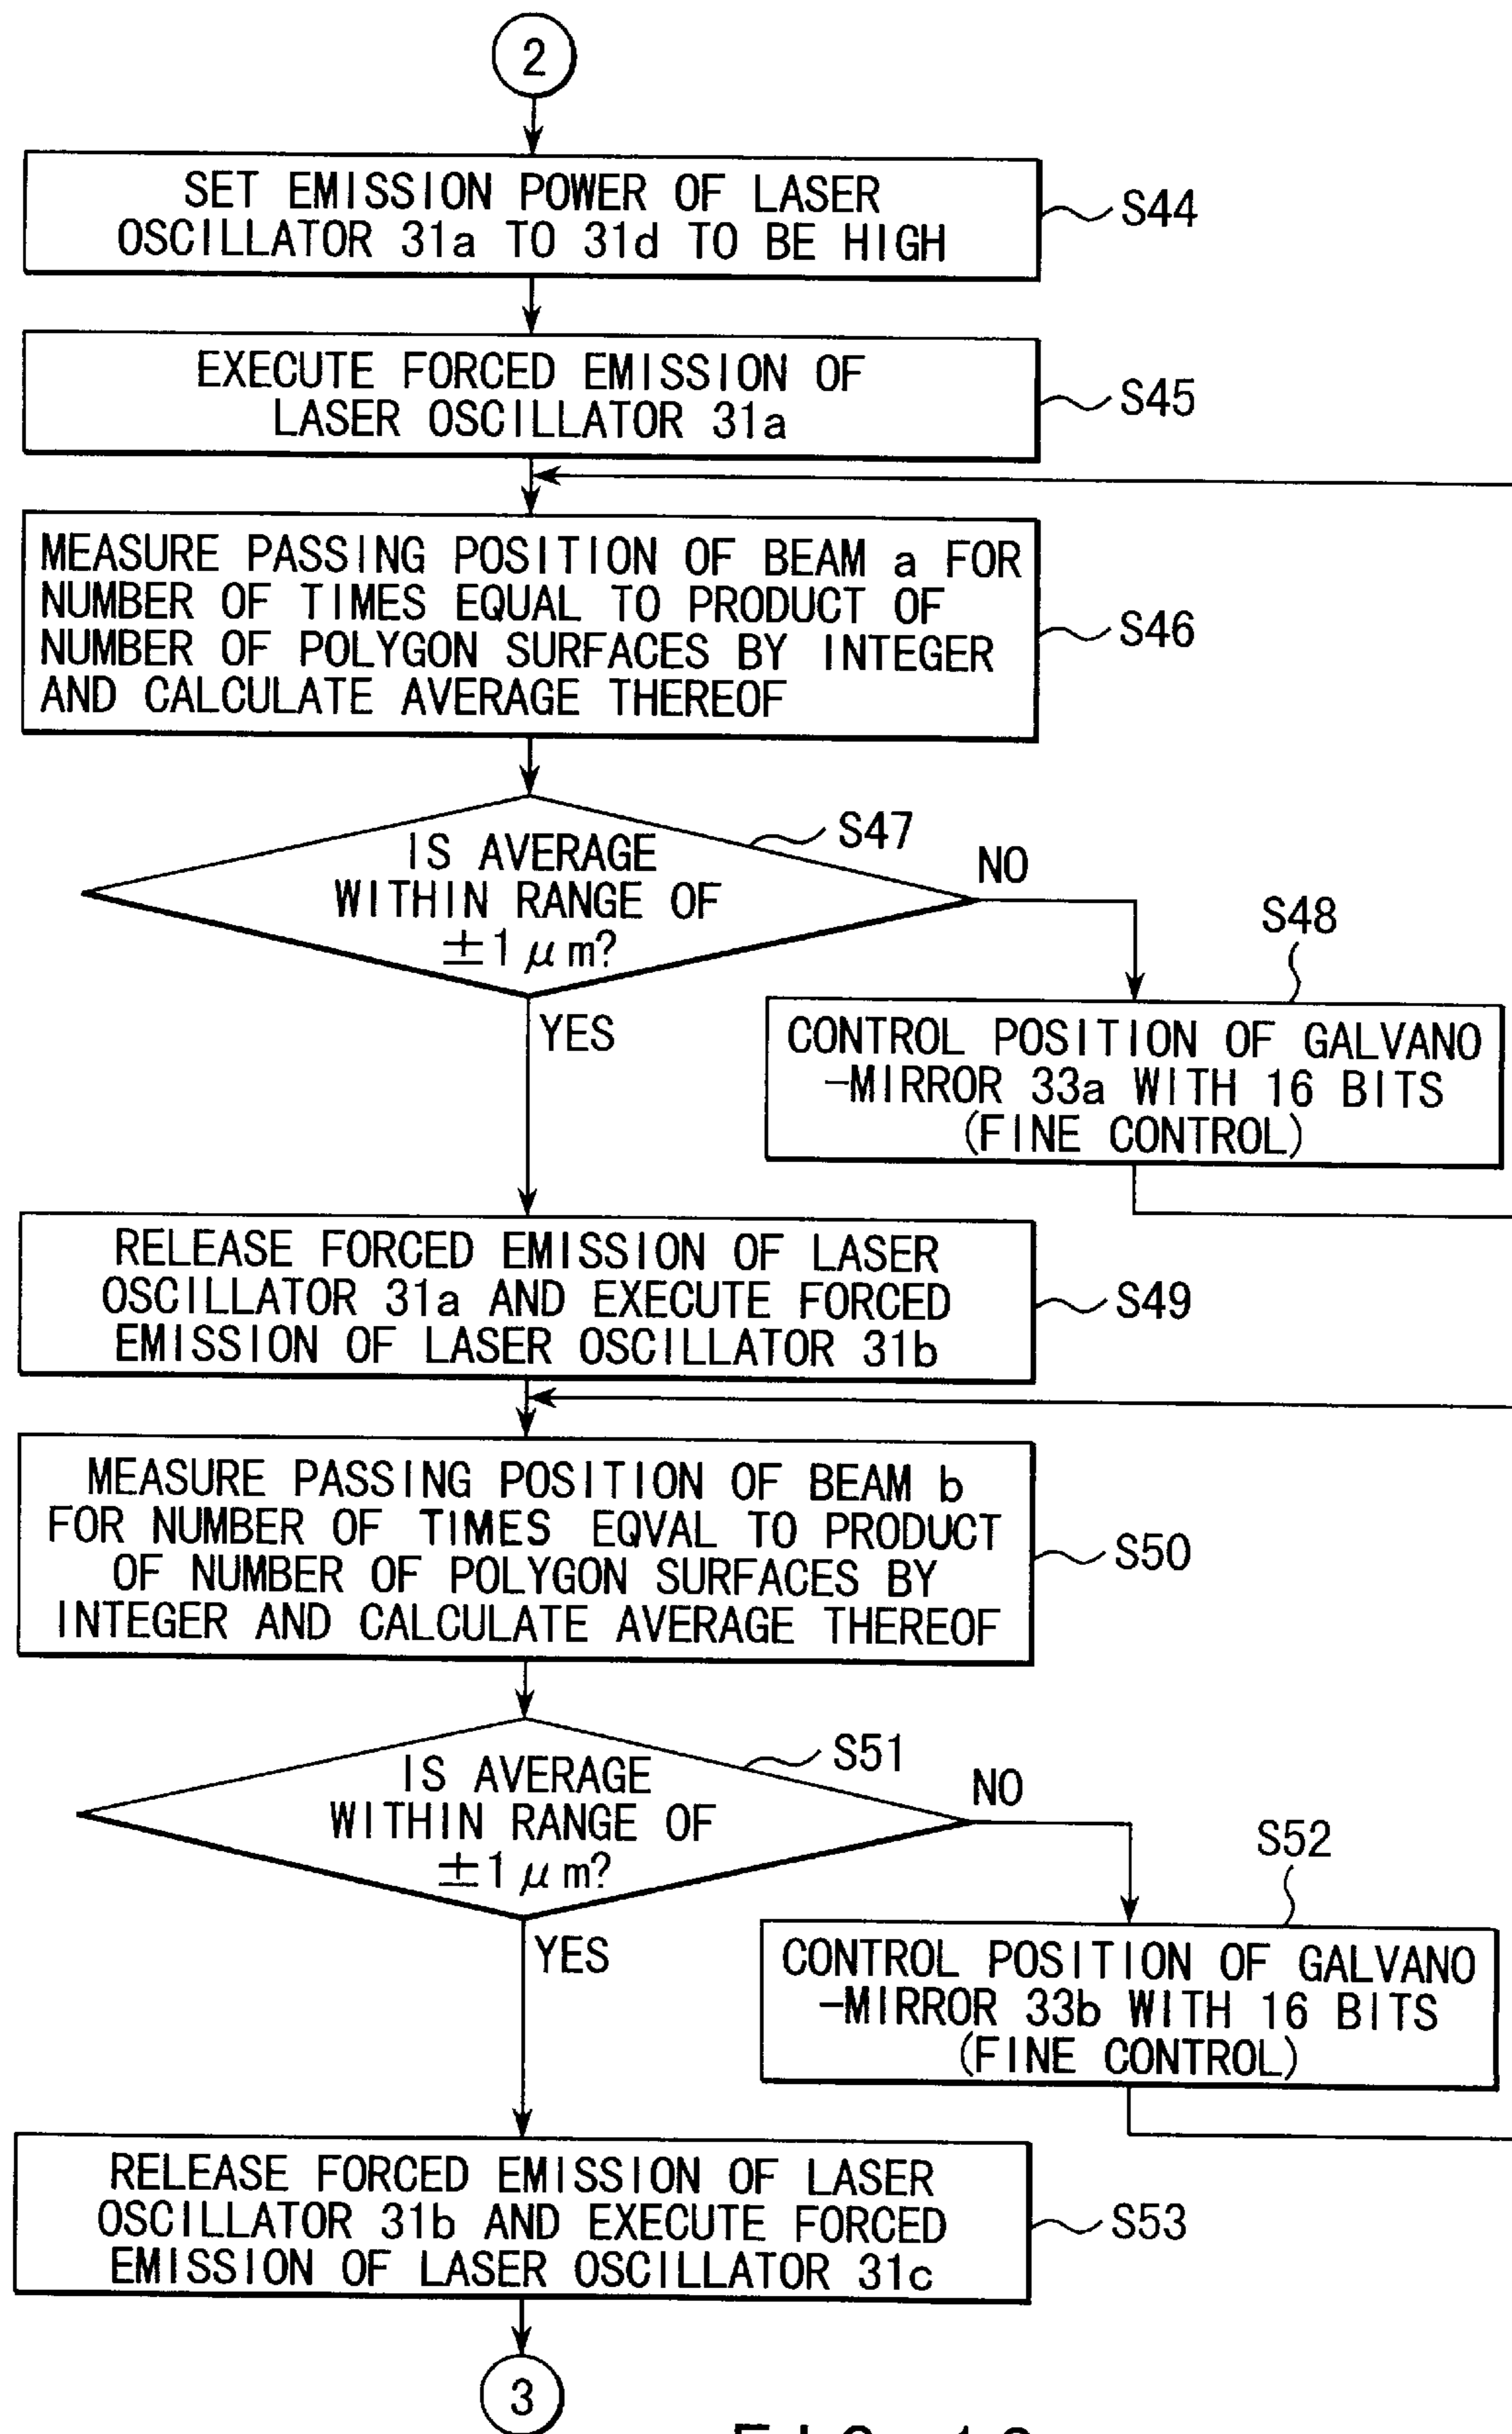 2
SET EMISSION POWER OF LASER
OSCILLATOR 31a TO 31d TO BE HIGH
S44
EXECUTE FORCED EMISSION OF
LASER OSCILLATOR 31a
S45
MEASURE PASSING POSITION OF BEAM a FOR
NUMBER OF TIMES EQUAL TO PRODUCT OF
NUMBER OF POLYGON SURFACES BY INTEGER
AND CALCULATE AVERAGE THEREOF
S46
IS AVERAGE
WITHIN RANGE OF
±1μm?
S47
NO
S48
CONTROL POSITION OF GALVANO
-MIRROR 33a WITH 16 BITS
(FINE CONTROL)
YES
RELEASE FORCED EMISSION OF LASER
OSCILLATOR 31a AND EXECUTE FORCED
EMISSION OF LASER OSCILLATOR 31b
S49
MEASURE PASSING POSITION OF BEAM b
FOR NUMBER OF TIMES EQVAL TO PRODUCT
OF NUMBER OF POLYGON SURFACES BY
INTEGER AND CALCULATE AVERAGE THEREOF
S50
IS AVERAGE
WITHIN RANGE OF
±1μm?
S51
NO
S52
CONTROL POSITION OF GALVANO
-MIRROR 33b WITH 16 BITS
(FINE CONTROL)
YES
RELEASE FORCED EMISSION OF LASER
OSCILLATOR 31b AND EXECUTE FORCED
EMISSION OF LASER OSCILLATOR 31c
S53
3